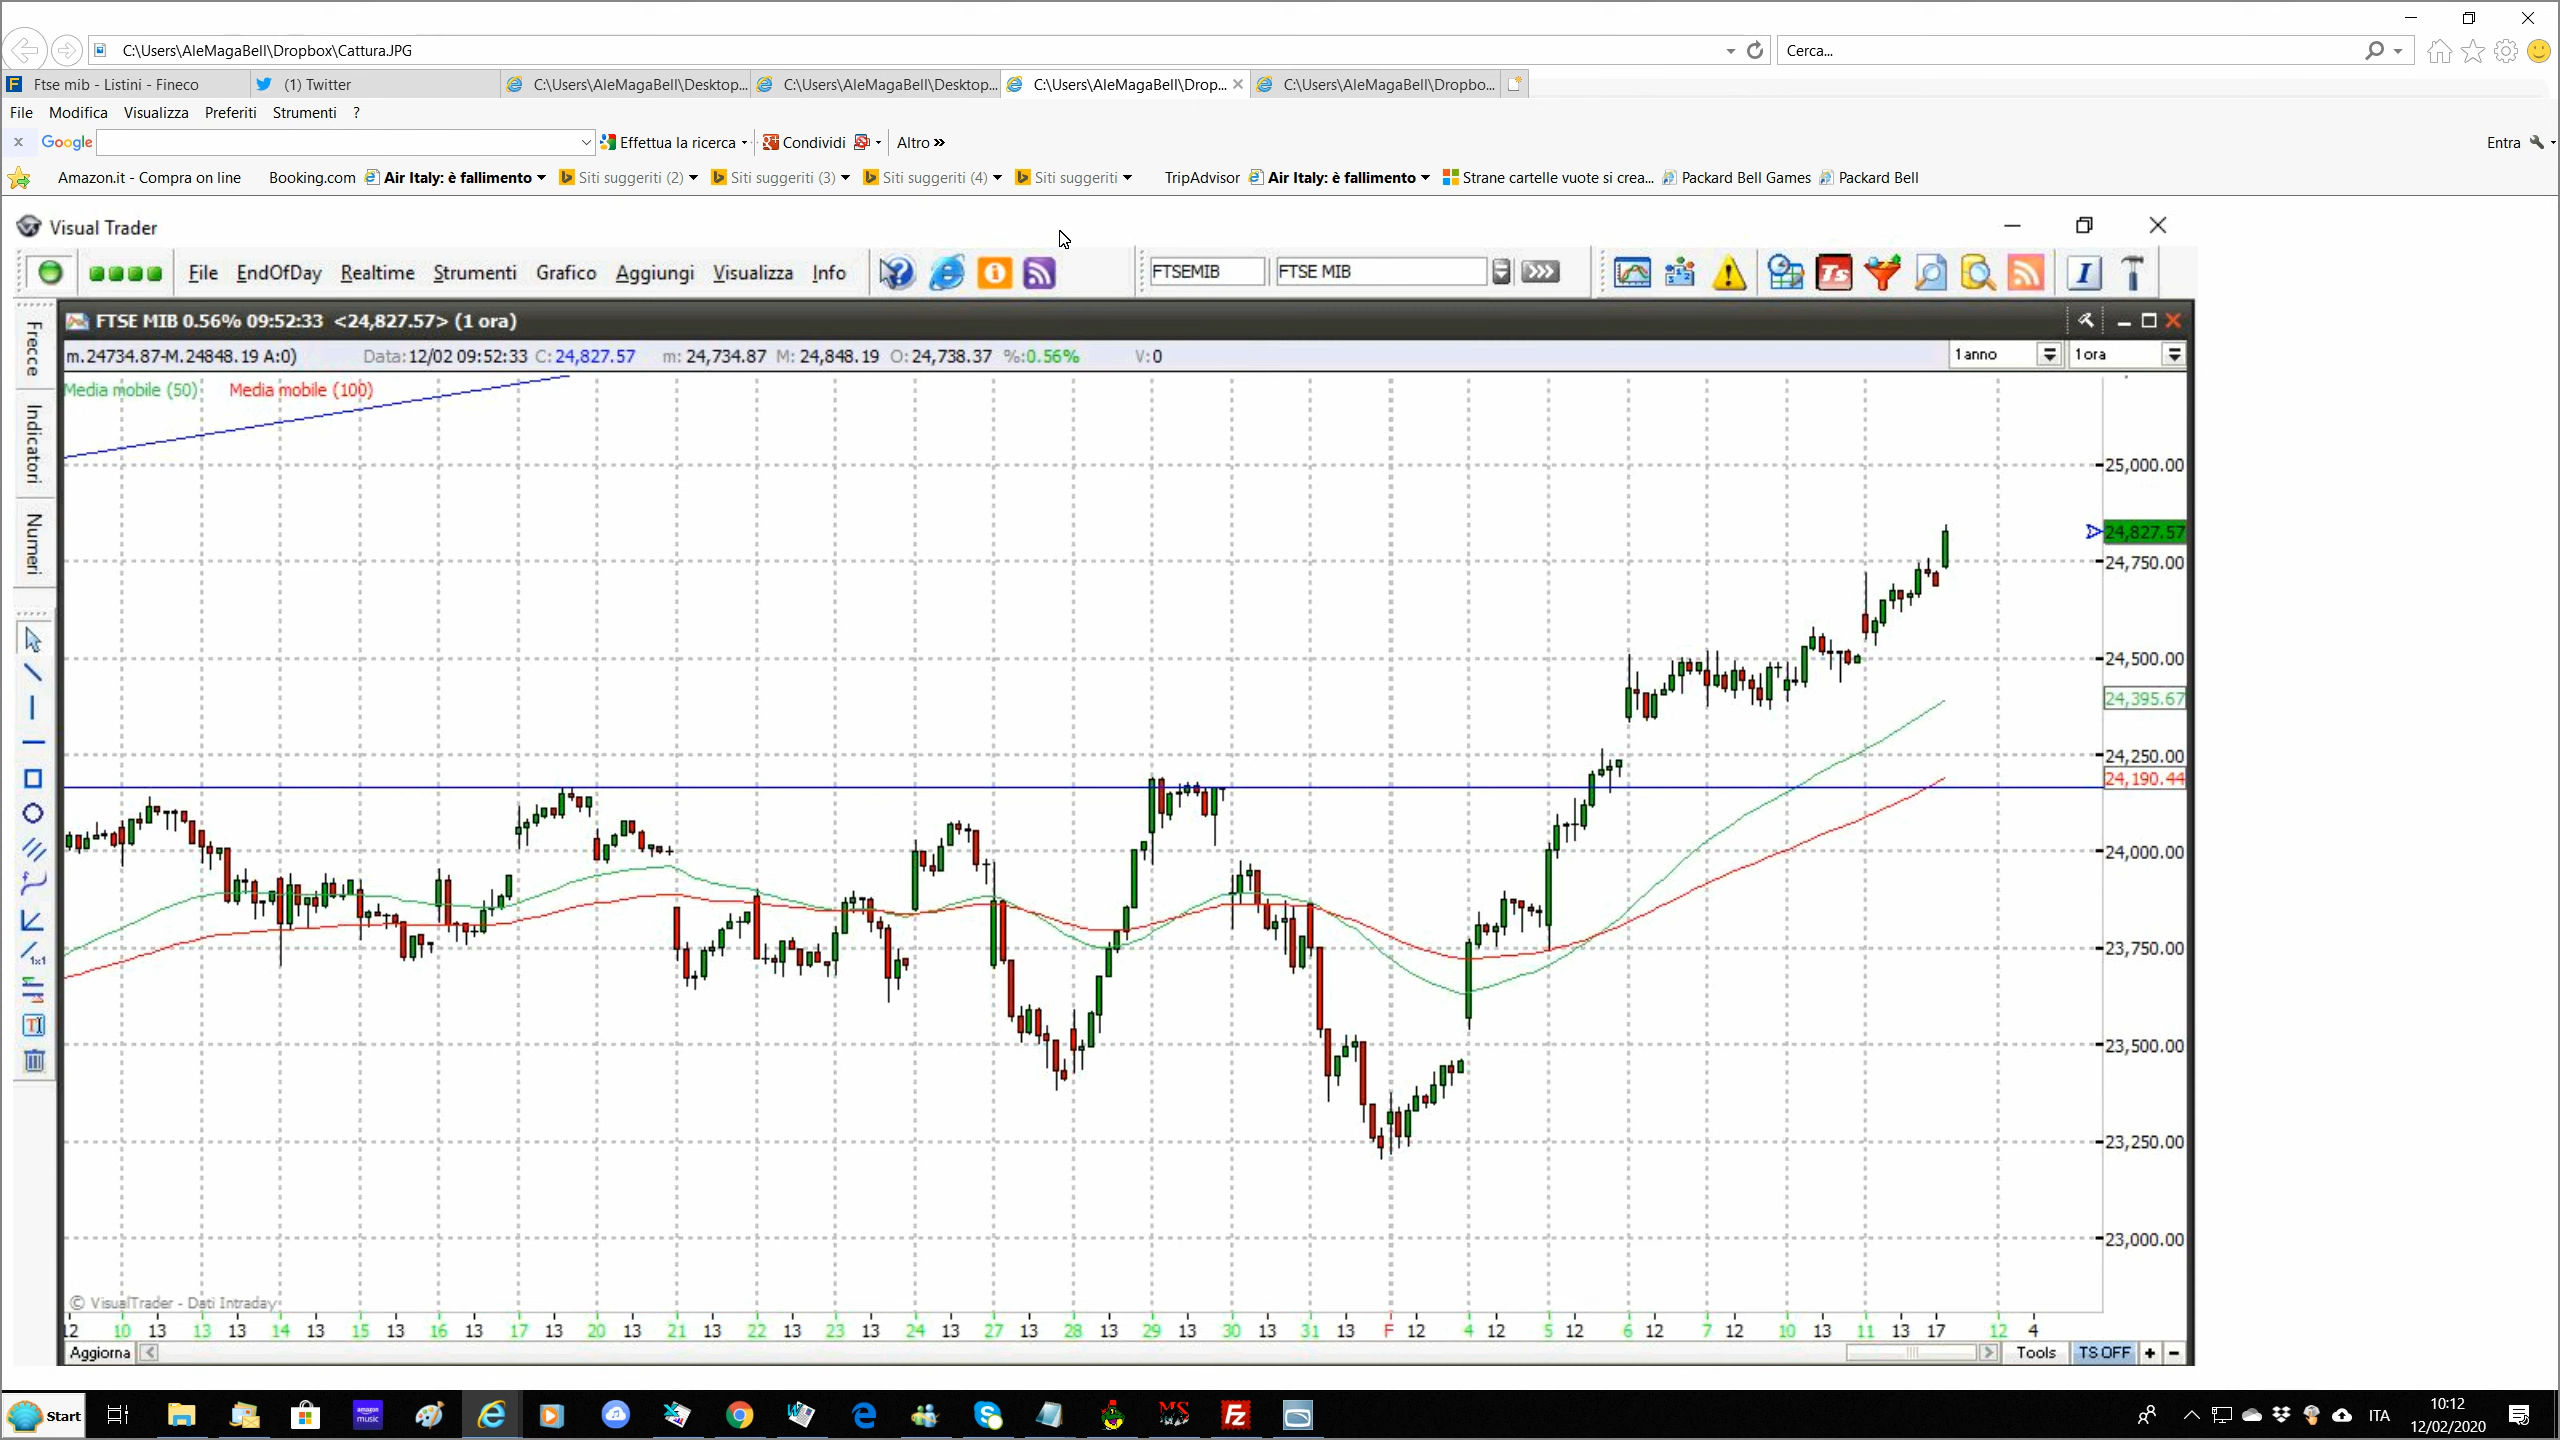 C:\Users\AleMagaBell\Dropbox\Cattura.JPG
Cerca...
Ftse mib - Listini - Fineco
(1) Twitter
C:\Users\AleMagaBell\Desktop...
C:\Users\AleMagaBell\Desktop...
C:\Users\AleMagaBell\Drop...
C:\Users\AleMagaBell\Dropbo...
File Modifica Visualizza Preferiti Strumenti ?
x Google Effettua la ricerca Condividi Altro » Entra
Amazon.it - Compra on line Booking.com Air Italy: è fallimento Siti suggeriti (2) Siti suggeriti (3) Siti suggeriti (4) Siti suggeriti TripAdvisor Air Italy: è fallimento Strane cartelle vuote si crea... Packard Bell Games Packard Bell
Visual Trader
File EndOfDay Realtime Strumenti Grafico Aggiungi Visualizza Info FTSEMIB FTSE MIB Ts I
FTSE MIB 0.56% 09:52:33 <24,827.57> (1 ora)
m.24734.87-M.24848.19 A:0) Data:12/02 09:52:33 C: 24,827.57 m: 24,734.87 M: 24,848.19 O: 24,738.37 %:0.56% V:0 1anno 1ora
Media mobile (50) Media mobile (100)
Frecce
Indicatori
Numeri
25,000.00
24,827.57
24,750.00
24,500.00
24,395.67
24,250.00
24,190.44
24,000.00
23,750.00
23,500.00
23,250.00
23,000.00
1x1
© VisualTrader - Dati Intraday
12 10 13 13 13 14 13 15 13 16 13 17 13 20 13 21 13 22 13 23 13 24 13 27 13 28 13 29 13 30 13 31 13 F 12 4 12 5 12 6 12 7 12 10 13 11 13 17 12 4
Aggiorna Tools TS OFF + -
Start amazon music MS Fz ITA 10:12
12/02/2020